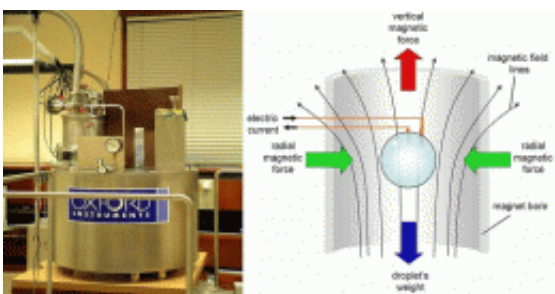 OXFORD
INSTRUMENTS
vertical
magnetic
force
magnetic field
lines
electric
current
radial
magnetic
force
radial
magnetic
force
magnet bore
droplet's
weight